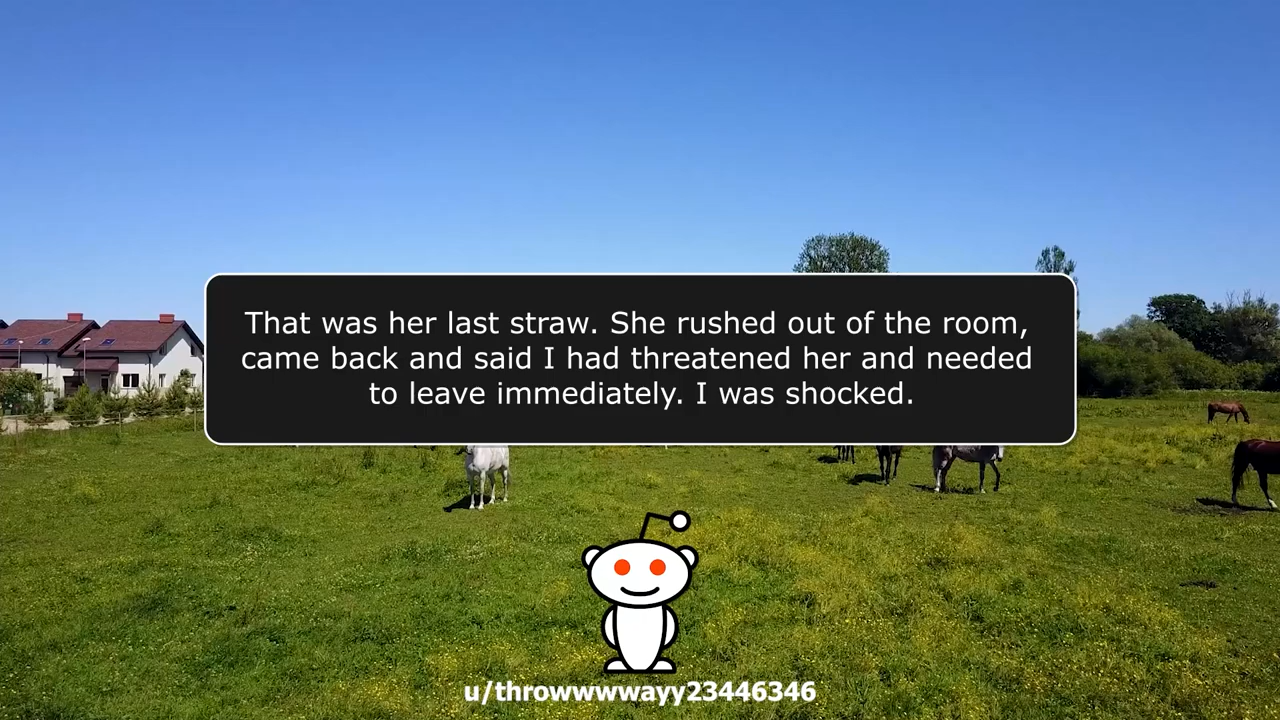 That was her last straw. She rushed out of the room,
came back and said I had threatened her and needed
to leave immediately. I was shocked.
u/throwwwwayy23446346